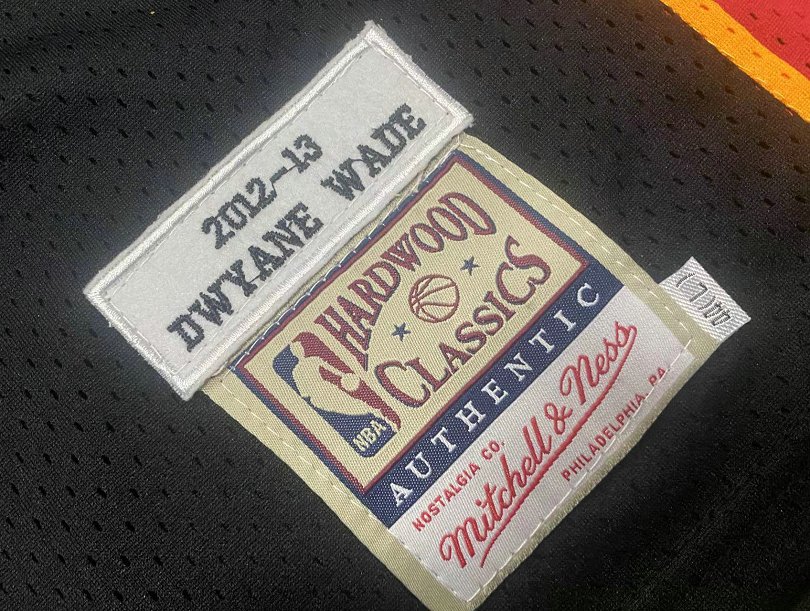 2012-13
DWYANE WADE
HARDWOOD
CLASSICS
NBA
AUTHENTIC
NOSTALGIA CO.
Mitchell & Ness
PHILADELPHIA, PA